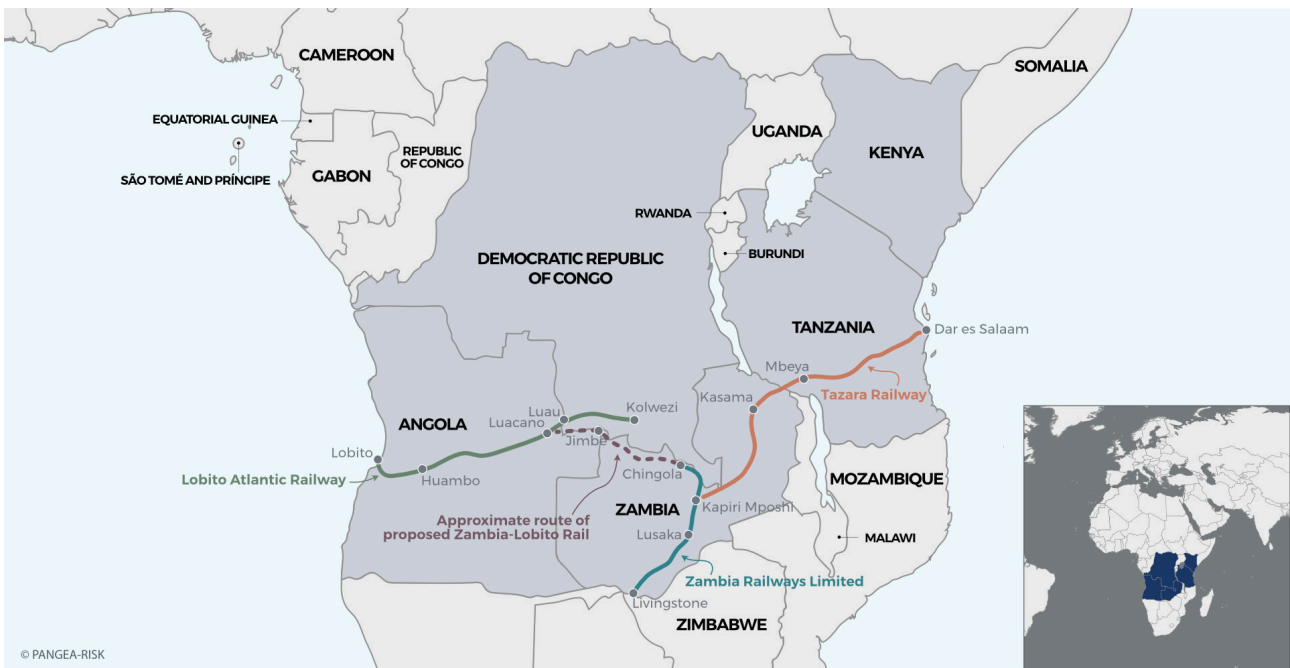 CAMEROON
SOMALIA
EQUATORIAL GUINEA
UGANDA
REPUBLIC
OF CONGO
KENYA
GABON
SÃO TOMÉ AND PRÍNCIPE
RWANDA
BURUNDI
DEMOCRATIC REPUBLIC
OF CONGO
TANZANIA
Dar es Salaam
Mbeya
Tazara Railway
Kasama
Kolwezi
Luau
Luacano
ANGOLA
Jimbe
Lobito
Chingola
Huambo
Lobito Atlantic Railway
MOZAMBIQUE
Kapiri Mposhi
ZAMBIA
Approximate route of
proposed Zambia-Lobito Rail
Lusaka
MALAWI
Zambia Railways Limited
Livingstone
ZIMBABWE
© PANGEA-RISK